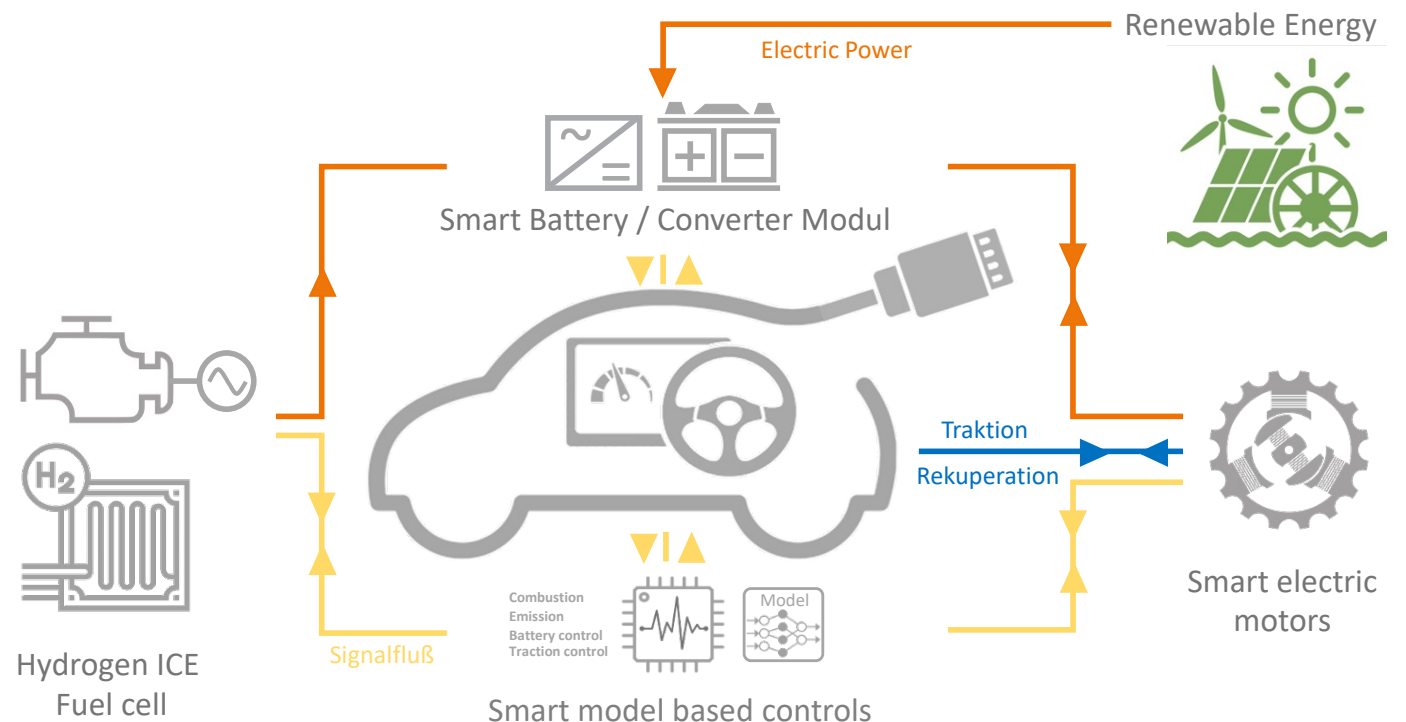 Renewable Energy
Electric Power
Smart Battery / Converter Modul
H2
Traktion
Rekuperation
Combustion
Emission
Battery control
Traction control
Model
Signalfluß
Smart electric
motors
Hydrogen ICE
Fuel cell
Smart model based controls